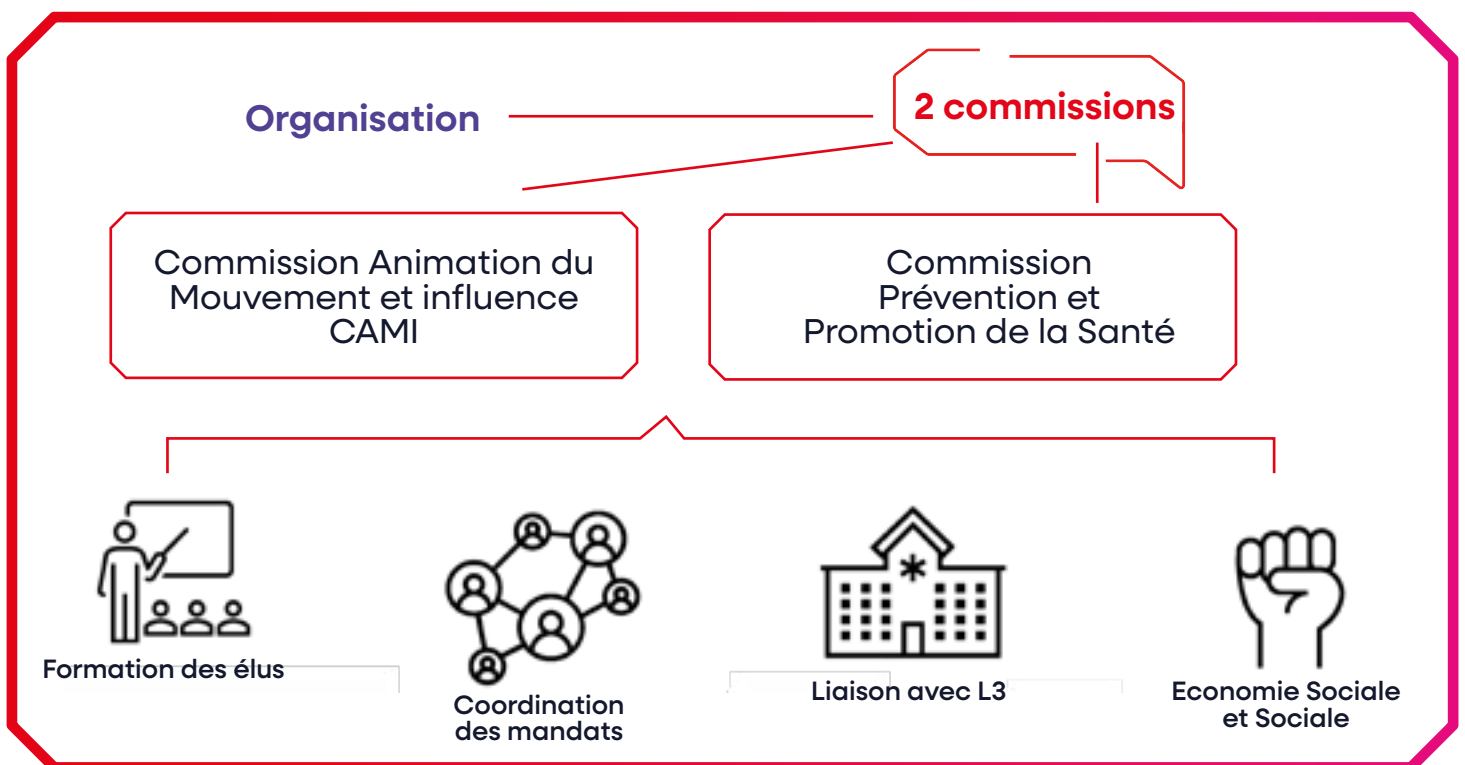 Organisation
2 commissions
Commission Animation du
Mouvement et influence
CAMI
Commission
Prévention et
Promotion de la Santé
Formation des élus
Coordination
des mandats
Liaison avec L3
Economie Sociale
et Sociale